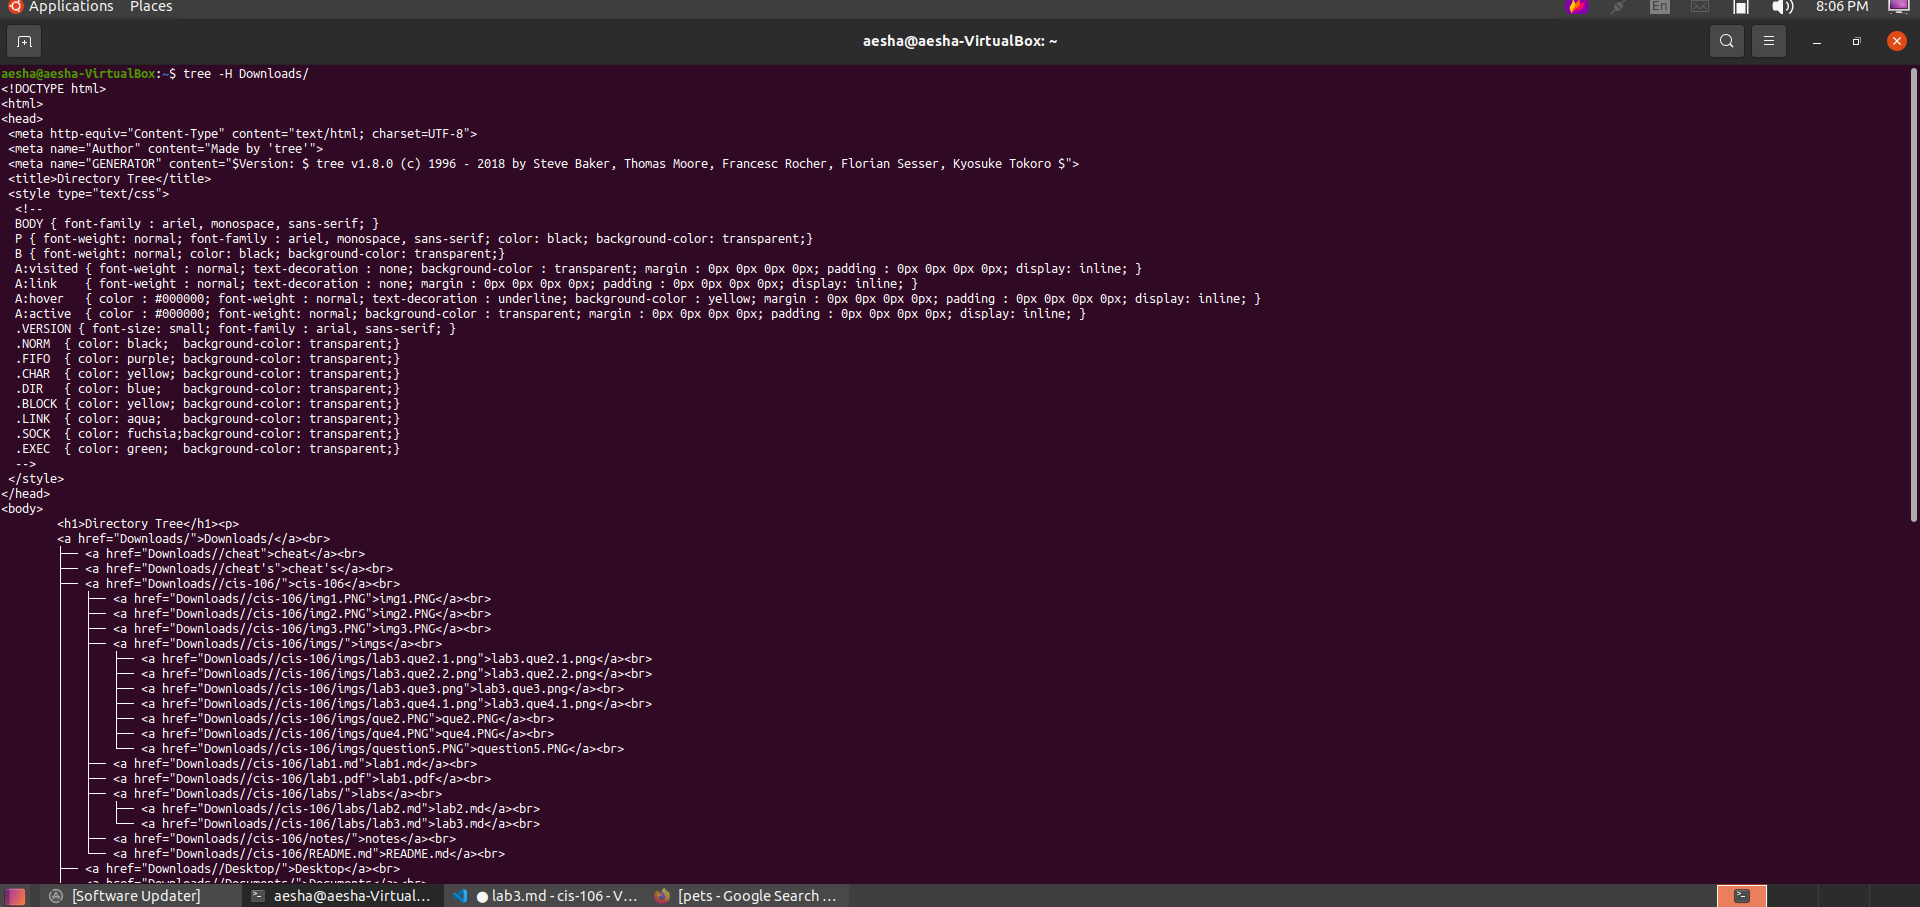 Applications Places En 8:06 PM
aesha@aesha-VirtualBox: ~
aesha@aesha-VirtualBox:~$ tree -H Downloads/
<!DOCTYPE html>
<html>
<head>
 <meta http-equiv="Content-Type" content="text/html; charset=UTF-8">
 <meta name="Author" content="Made by 'tree'">
 <meta name="GENERATOR" content="$Version: $ tree v1.8.0 (c) 1996 - 2018 by Steve Baker, Thomas Moore, Francesc Rocher, Florian Sesser, Kyosuke Tokoro $">
 <title>Directory Tree</title>
 <style type="text/css">
  <!--
  BODY { font-family : ariel, monospace, sans-serif; }
  P { font-weight: normal; font-family : ariel, monospace, sans-serif; color: black; background-color: transparent;}
  B { font-weight: normal; color: black; background-color: transparent;}
  A:visited { font-weight : normal; text-decoration : none; background-color : transparent; margin : 0px 0px 0px 0px; padding : 0px 0px 0px 0px; display: inline; }
  A:link    { font-weight : normal; text-decoration : none; margin : 0px 0px 0px 0px; padding : 0px 0px 0px 0px; display: inline; }
  A:hover   { color : #000000; font-weight : normal; text-decoration : underline; background-color : yellow; margin : 0px 0px 0px 0px; padding : 0px 0px 0px 0px; display: inline; }
  A:active  { color : #000000; font-weight: normal; background-color : transparent; margin : 0px 0px 0px 0px; padding : 0px 0px 0px 0px; display: inline; }
  .VERSION { font-size: small; font-family : arial, sans-serif; }
  .NORM  { color: black;  background-color: transparent;}
  .FIFO  { color: purple; background-color: transparent;}
  .CHAR  { color: yellow; background-color: transparent;}
  .DIR   { color: blue;   background-color: transparent;}
  .BLOCK { color: yellow; background-color: transparent;}
  .LINK  { color: aqua;   background-color: transparent;}
  .SOCK  { color: fuchsia;background-color: transparent;}
  .EXEC  { color: green;  background-color: transparent;}
  -->
 </style>
</head>
<body>
        <h1>Directory Tree</h1><p>
        <a href="Downloads/">Downloads/</a><br>
        ├── <a href="Downloads//cheat">cheat</a><br>
        ├── <a href="Downloads//cheat's">cheat's</a><br>
        ├── <a href="Downloads//cis-106/">cis-106</a><br>
        │   ├── <a href="Downloads//cis-106/img1.PNG">img1.PNG</a><br>
        │   ├── <a href="Downloads//cis-106/img2.PNG">img2.PNG</a><br>
        │   ├── <a href="Downloads//cis-106/img3.PNG">img3.PNG</a><br>
        │   ├── <a href="Downloads//cis-106/imgs/">imgs</a><br>
        │   │   ├── <a href="Downloads//cis-106/imgs/lab3.que2.1.png">lab3.que2.1.png</a><br>
        │   │   ├── <a href="Downloads//cis-106/imgs/lab3.que2.2.png">lab3.que2.2.png</a><br>
        │   │   ├── <a href="Downloads//cis-106/imgs/lab3.que3.png">lab3.que3.png</a><br>
        │   │   ├── <a href="Downloads//cis-106/imgs/lab3.que4.1.png">lab3.que4.1.png</a><br>
        │   │   ├── <a href="Downloads//cis-106/imgs/que2.PNG">que2.PNG</a><br>
        │   │   ├── <a href="Downloads//cis-106/imgs/que4.PNG">que4.PNG</a><br>
        │   │   └── <a href="Downloads//cis-106/imgs/question5.PNG">question5.PNG</a><br>
        │   ├── <a href="Downloads//cis-106/lab1.md">lab1.md</a><br>
        │   ├── <a href="Downloads//cis-106/lab1.pdf">lab1.pdf</a><br>
        │   ├── <a href="Downloads//cis-106/labs/">labs</a><br>
        │   │   ├── <a href="Downloads//cis-106/labs/lab2.md">lab2.md</a><br>
        │   │   └── <a href="Downloads//cis-106/labs/lab3.md">lab3.md</a><br>
        │   ├── <a href="Downloads//cis-106/notes/">notes</a><br>
        │   └── <a href="Downloads//cis-106/README.md">README.md</a><br>
        ├── <a href="Downloads//Desktop/">Desktop</a><br>
        ├── <a href="Downloads//Documents/">Documents</a><br>
[Software Updater] aesha@aesha-Virtual... ● lab3.md - cis-106 - V... [pets - Google Search ...